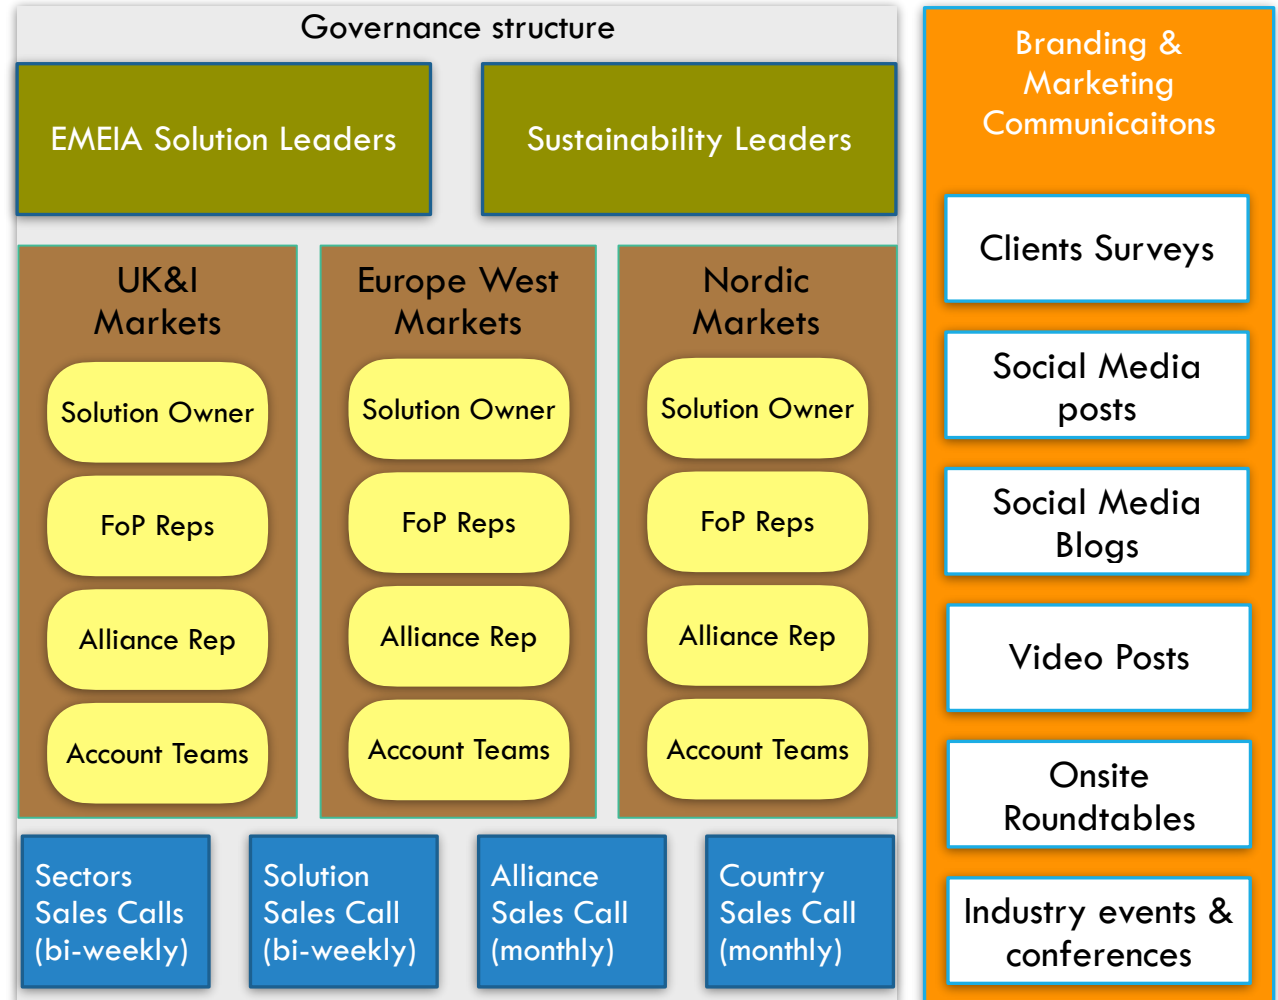 Governance structure
EMEIA Solution Leaders
Sustainability Leaders
UK&I
Markets
Solution Owner
FoP Reps
Alliance Rep
Account Teams
Europe West
Markets
Solution Owner
FoP Reps
Alliance Rep
Account Teams
Nordic
Markets
Solution Owner
FoP Reps
Alliance Rep
Account Teams
Sectors
Sales Calls
(bi-weekly)
Solution
Sales Call
(bi-weekly)
Alliance
Sales Call
(monthly)
Country
Sales Call
(monthly)
Branding &
Marketing
Communicaitons
Clients Surveys
Social Media
posts
Social Media
Blogs
Video Posts
Onsite
Roundtables
Industry events &
conferences